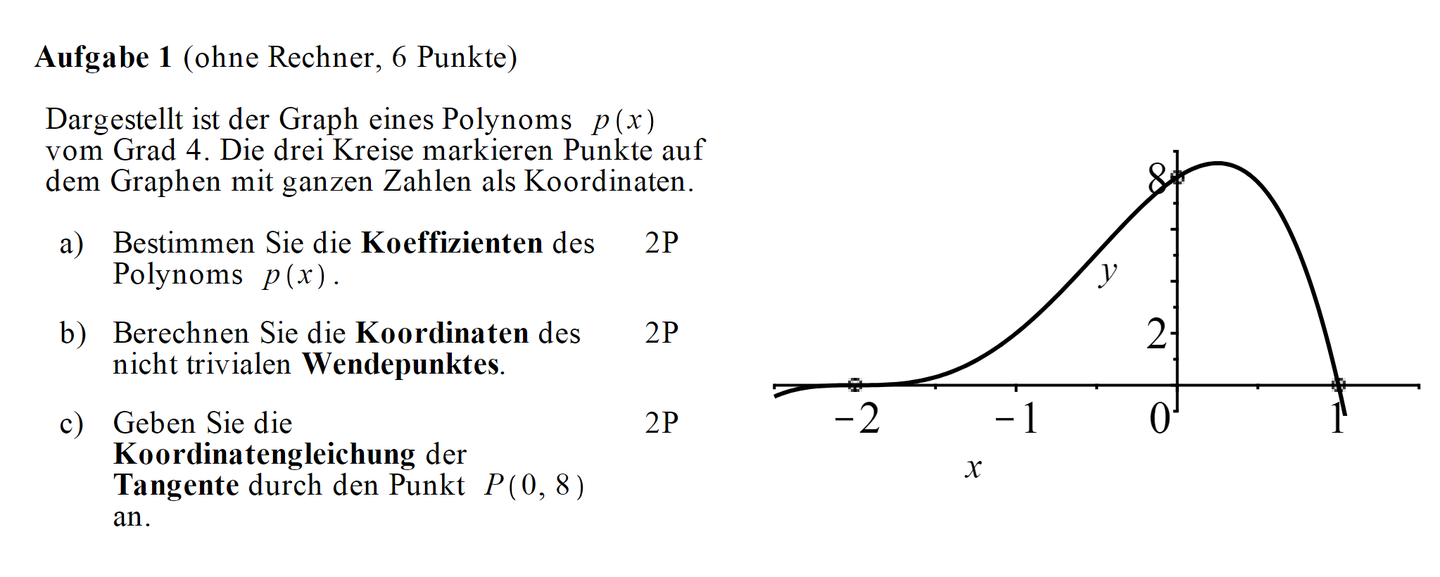 Aufgabe 1 (ohne Rechner, 6 Punkte)
Dargestellt ist der Graph eines Polynoms p(x)
vom Grad 4. Die drei Kreise markieren Punkte auf
dem Graphen mit ganzen Zahlen als Koordinaten.
a) Bestimmen Sie die Koeffizienten des 2P
Polynoms p(x).
b) Berechnen Sie die Koordinaten des 2P
nicht trivialen Wendepunktes.
c) Geben Sie die 2P
Koordinatengleichung der
Tangente durch den Punkt P(0, 8)
an.
8
y
2
−2 −1 0 1
x